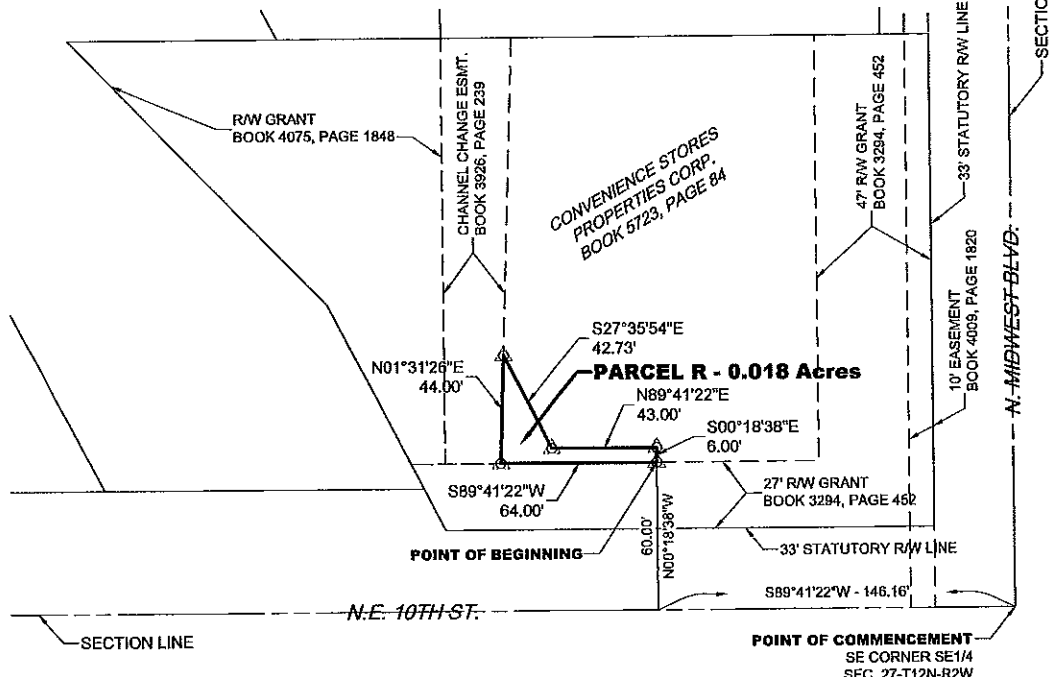 R/W GRANT
BOOK 4075, PAGE 1848
CHANNEL CHANGE ESMT.
BOOK 3926, PAGE 239
CONVENIENCE STORES
PROPERTIES CORP.
BOOK 5723, PAGE 84
47' R/W GRANT
BOOK 3294, PAGE 452
33' STATUTORY R/W LINE
SECTIO
10' EASEMENT
BOOK 4009, PAGE 1820
N. MIDWEST BLVD.
S27°35'54"E
42.73'
N01°31'26"E
44.00'
PARCEL R - 0.018 Acres
N89°41'22"E
43.00'
S00°18'38"E
6.00'
S89°41'22"W
64.00'
27' R/W GRANT
BOOK 3294, PAGE 452
POINT OF BEGINNING
60.00'
N00°18'38"W
33' STATUTORY R/W LINE
S89°41'22"W - 146.16'
N.E. 10TH ST.
SECTION LINE
POINT OF COMMENCEMENT
SE CORNER SE1/4
SEC. 27-T12N-R2W